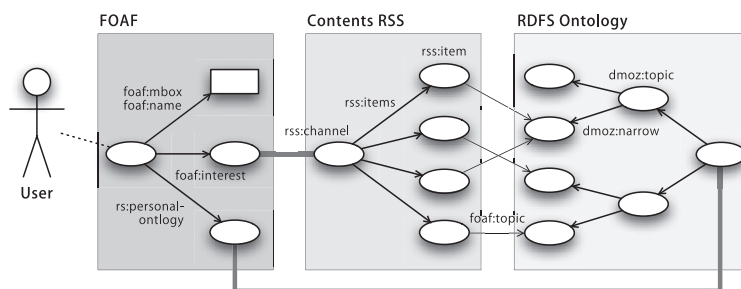 FOAF
Contents RSS
RDFS Ontology
User
foaf:mbox
foaf:name
foaf:interest
rs:personal-
ontlogy
rss:channel
rss:items
rss:item
foaf:topic
dmoz:topic
dmoz:narrow